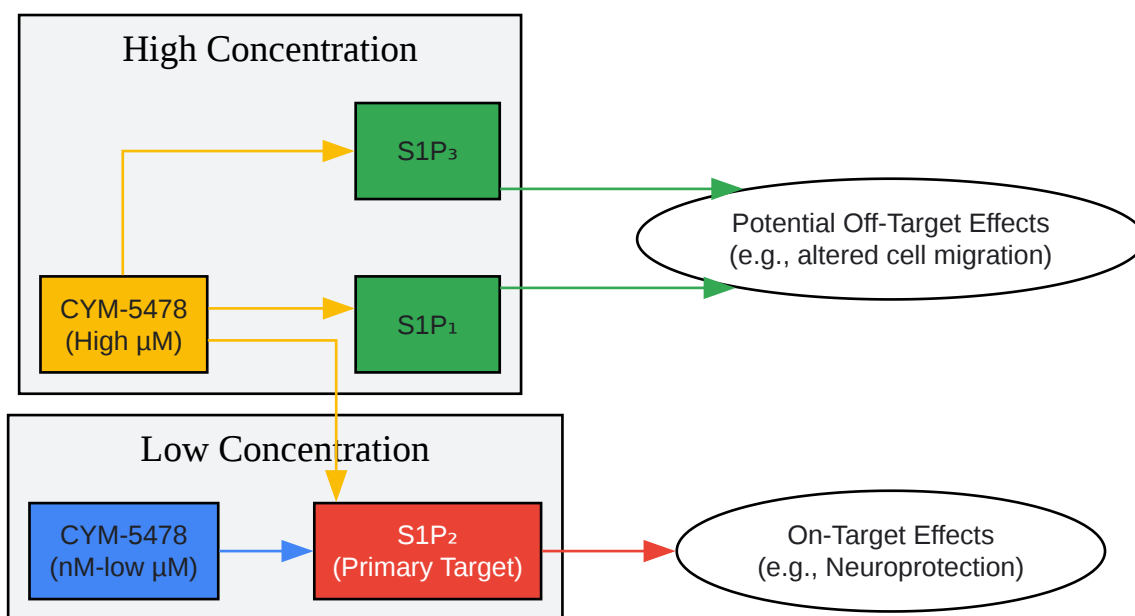 High Concentration
S1P₃
Potential Off-Target Effects
(e.g., altered cell migration)
CYM-5478
(High µM)
S1P₁
Low Concentration
CYM-5478
(nM-low µM)
S1P₂
(Primary Target)
On-Target Effects
(e.g., Neuroprotection)